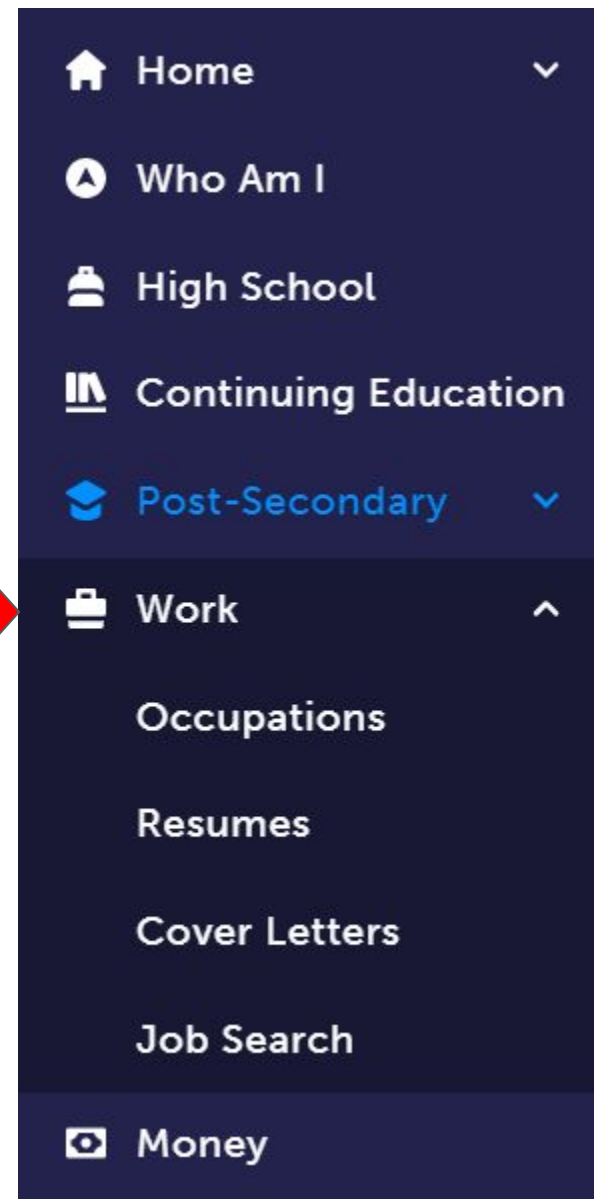 Home
Who Am I
High School
Continuing Education
Post-Secondary
Work
Occupations
Resumes
Cover Letters
Job Search
Money